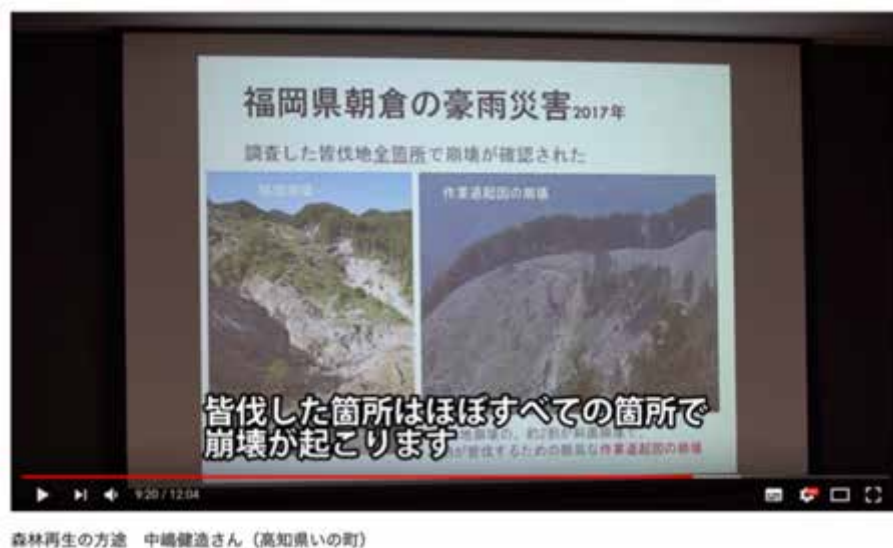 福岡県朝倉の豪雨災害2017年
調査した皆伐地全箇所で崩壊が確認された
作業道起因の崩壊
皆伐した箇所はほぼすべての箇所で
崩壊が起こります
作業道起因の崩壊
9:20 / 12:04
森林再生の方途 中嶋健造さん（高知県いの町）